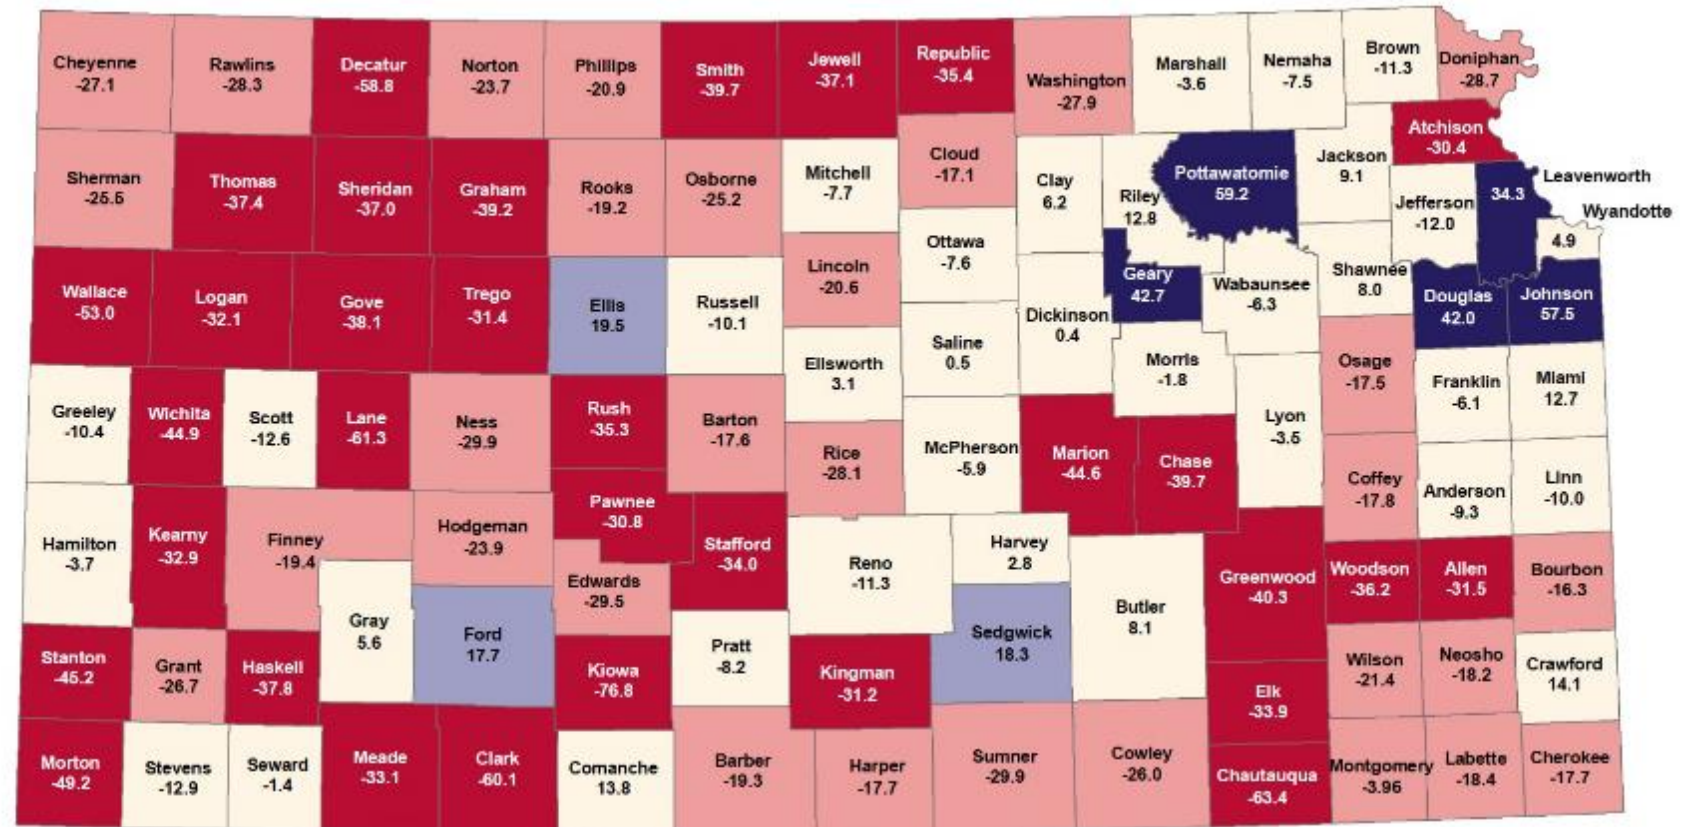 Cheyenne
-27.1
Rawlins
-28.3
Decatur
-58.8
Norton
-23.7
Phillips
-20.9
Smith
-39.7
Jewell
-37.1
Republic
-35.4
Washington
-27.9
Marshall
-3.6
Nemaha
-7.5
Brown
-11.3
Doniphan
-28.7
Atchison
-30.4
Sherman
-25.5
Thomas
-37.4
Sheridan
-37.0
Graham
-39.2
Rooks
-19.2
Osborne
-25.2
Mitchell
-7.7
Cloud
-17.1
Clay
6.2
Riley
12.8
Pottawatomie
59.2
Jackson
9.1
Jefferson
-12.0
Leavenworth
34.3
Wyandotte
4.9
Wallace
-53.0
Logan
-32.1
Gove
-38.1
Trego
-31.4
Ellis
19.5
Russell
-10.1
Lincoln
-20.6
Ottawa
-7.6
Saline
0.5
Dickinson
0.4
Geary
42.7
Wabaunsee
-6.3
Shawnee
8.0
Douglas
42.0
Johnson
57.5
Greeley
-10.4
Wichita
-44.9
Scott
-12.6
Lane
-61.3
Ness
-29.9
Rush
-35.3
Barton
-17.6
Ellsworth
3.1
Rice
-28.1
McPherson
-5.9
Marion
-44.6
Morris
-1.8
Chase
-39.7
Lyon
-3.5
Osage
-17.5
Franklin
-6.1
Miami
12.7
Coffey
-17.8
Anderson
-9.3
Linn
-10.0
Hamilton
-3.7
Kearny
-32.9
Finney
-19.4
Hodgeman
-23.9
Pawnee
-30.8
Edwards
-29.5
Stafford
-34.0
Reno
-11.3
Harvey
2.8
Butler
8.1
Greenwood
-40.3
Woodson
-36.2
Allen
-31.5
Bourbon
-16.3
Stanton
-45.2
Grant
-26.7
Haskell
-37.8
Gray
5.6
Ford
17.7
Kiowa
-76.8
Pratt
-8.2
Kingman
-31.2
Sedgwick
18.3
Elk
-33.9
Wilson
-21.4
Neosho
-18.2
Crawford
14.1
Morton
-49.2
Stevens
-12.9
Seward
-1.4
Meade
-33.1
Clark
-60.1
Comanche
13.8
Barber
-19.3
Harper
-17.7
Sumner
-29.9
Cowley
-26.0
Chautauqua
-63.4
Montgomery
-3.96
Labette
-18.4
Cherokee
-17.7